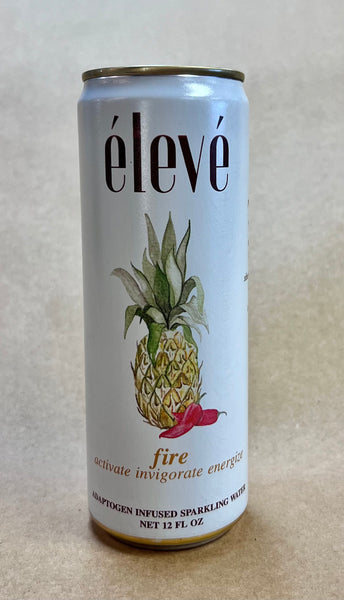 élevé
fire
activate invigorate energize
ADAPTOGEN INFUSED SPARKLING WATER
NET 12 FL OZ